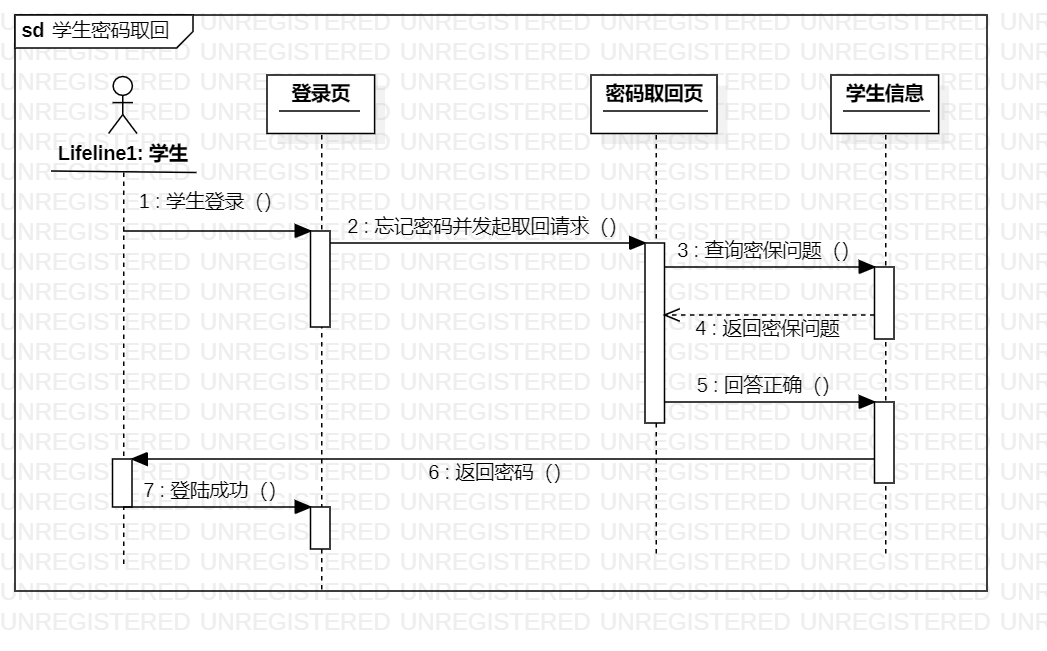 sd 学生密码取回
登录页
密码取回页
学生信息
Lifeline1: 学生
1 : 学生登录（）
2 : 忘记密码并发起取回请求（）
3 : 查询密保问题（）
4 : 返回密保问题
5 : 回答正确（）
6 : 返回密码（）
7 : 登陆成功（）
UNREGISTERED